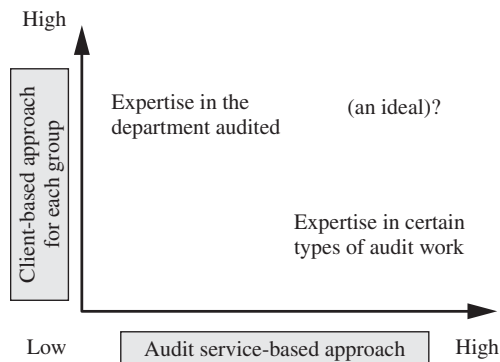 High
Client-based approach
for each group
Expertise in the
department audited
(an ideal)?
Expertise in certain
types of audit work
Low
Audit service-based approach
High